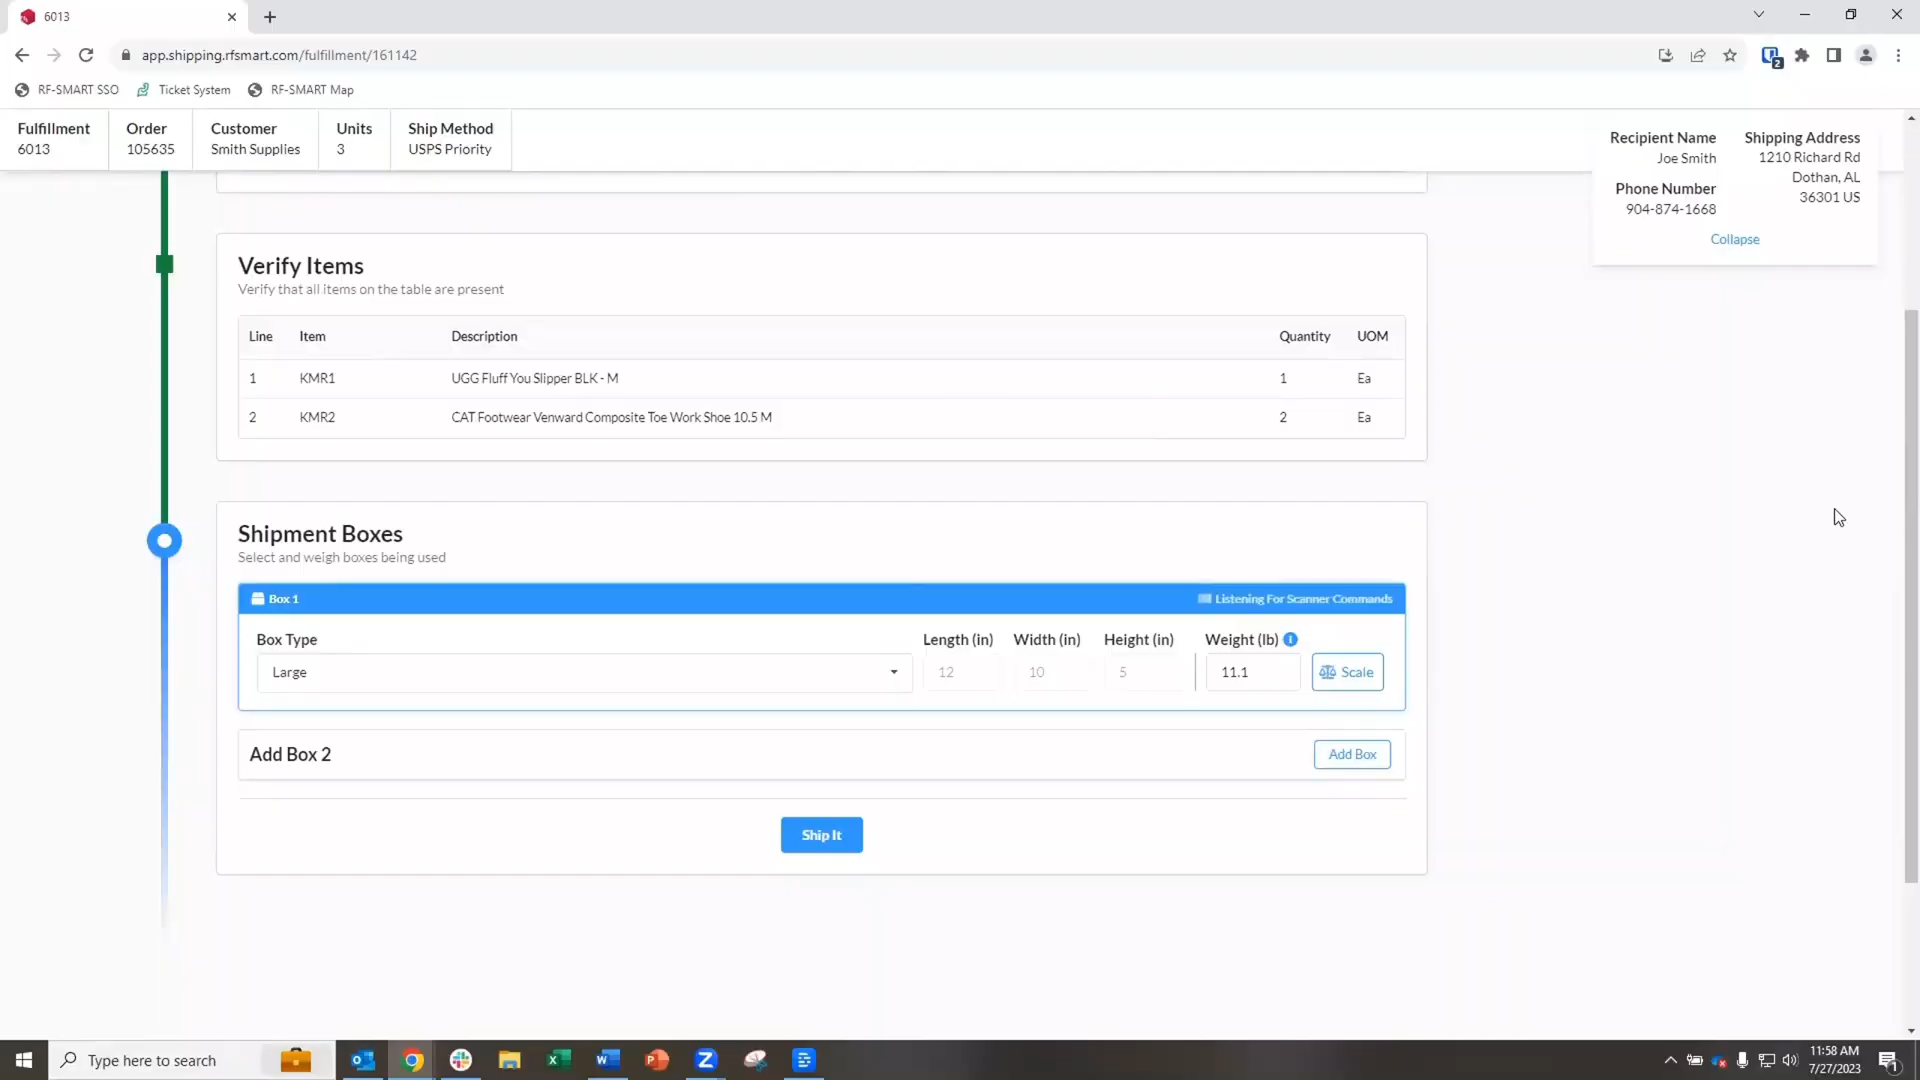 6013
app.shipping.rfsmart.com/fulfillment/161142
2
RF-SMART SSO
Ticket System
RF-SMART Map
Fulfillment
6013
Order
105635
Customer
Smith Supplies
Units
3
Ship Method
USPS Priority
Recipient Name
Joe Smith
Phone Number
904-874-1668
Shipping Address
1210 Richard Rd
Dothan, AL
36301 US
Collapse
Verify Items
Verify that all items on the table are present
Line Item Description Quantity UOM
1 KMR1 UGG Fluff You Slipper BLK - M 1 Ea
2 KMR2 CAT Footwear Venward Composite Toe Work Shoe 10.5 M 2 Ea
Shipment Boxes
Select and weigh boxes being used
Box 1 Listening For Scanner Commands
Box Type Length (in) Width (in) Height (in) Weight (lb)
Large 12 10 5 11.1 Scale
Add Box 2 Add Box
Ship It
Type here to search
11:58 AM
7/27/2023
1